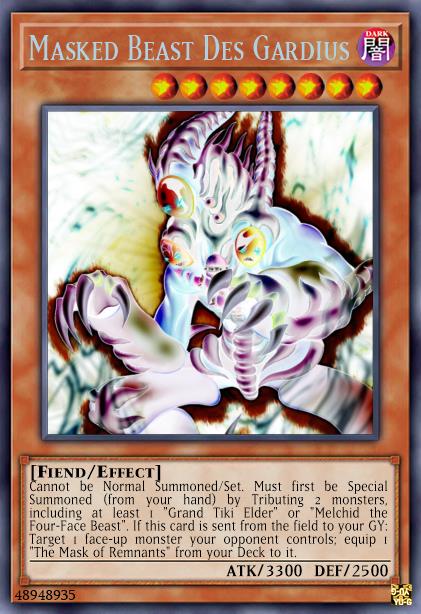 Masked Beast Des Gardius
DARK
闇
[Fiend/Effect]
Cannot be Normal Summoned/Set. Must first be Special
Summoned (from your hand) by Tributing 2 monsters,
including at least 1 "Grand Tiki Elder" or "Melchid the
Four-Face Beast". If this card is sent from the field to your GY:
Target 1 face-up monster your opponent controls; equip 1
"The Mask of Remnants" from your Deck to it.
ATK/3300 DEF/2500
48948935